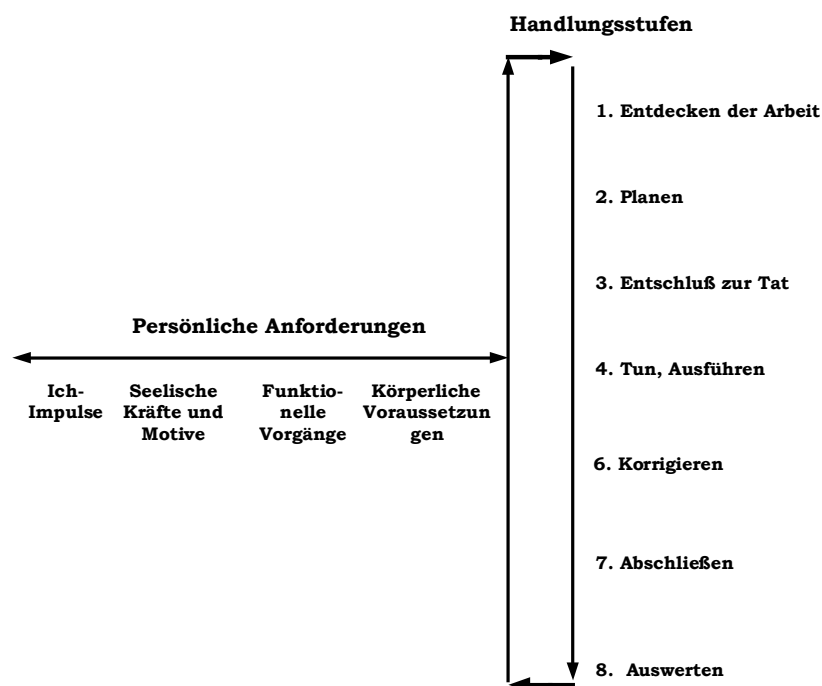 Handlungsstufen
1. Entdecken der Arbeit
2. Planen
3. Entschluß zur Tat
Persönliche Anforderungen
4. Tun, Ausführen
Ich-
Impulse
Seelische
Kräfte und
Motive
Funktio-
nelle
Vorgänge
Körperliche
Voraussetzun
gen
6. Korrigieren
7. Abschließen
8. Auswerten